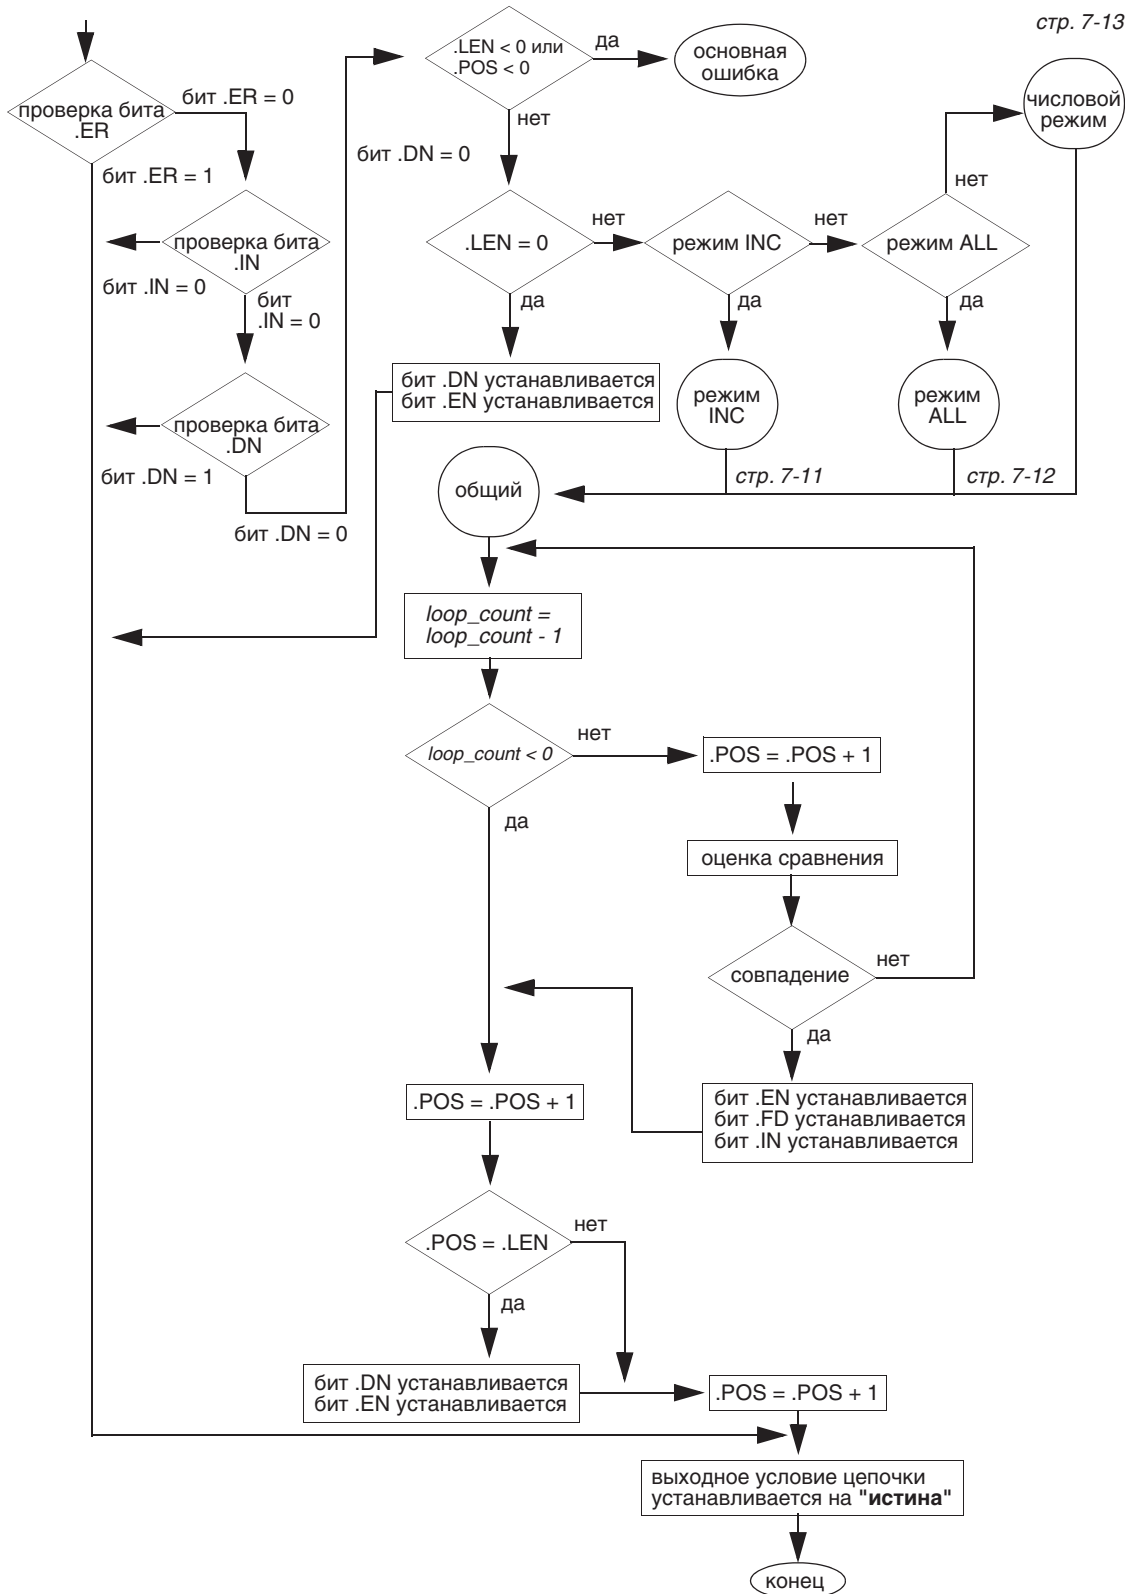 стр. 7-13
.LEN < 0 или
.POS < 0
да
основная
ошибка
числовой
режим
проверка бита
.ER
бит .ER = 0
нет
бит .DN = 0
бит .ER = 1
нет
проверка бита
.IN
.LEN = 0
нет
режим INC
нет
режим ALL
бит .IN = 0
бит
.IN = 0
да
да
да
бит .DN устанавливается
бит .EN устанавливается
режим
INC
режим
ALL
проверка бита
.DN
бит .DN = 1
стр. 7-11
стр. 7-12
общий
бит .DN = 0
loop_count =
loop_count - 1
loop_count < 0
нет
.POS = .POS + 1
да
оценка сравнения
совпадение
нет
да
.POS = .POS + 1
бит .EN устанавливается
бит .FD устанавливается
бит .IN устанавливается
.POS = .LEN
нет
да
бит .DN устанавливается
бит .EN устанавливается
.POS = .POS + 1
выходное условие цепочки
устанавливается на "истина"
конец